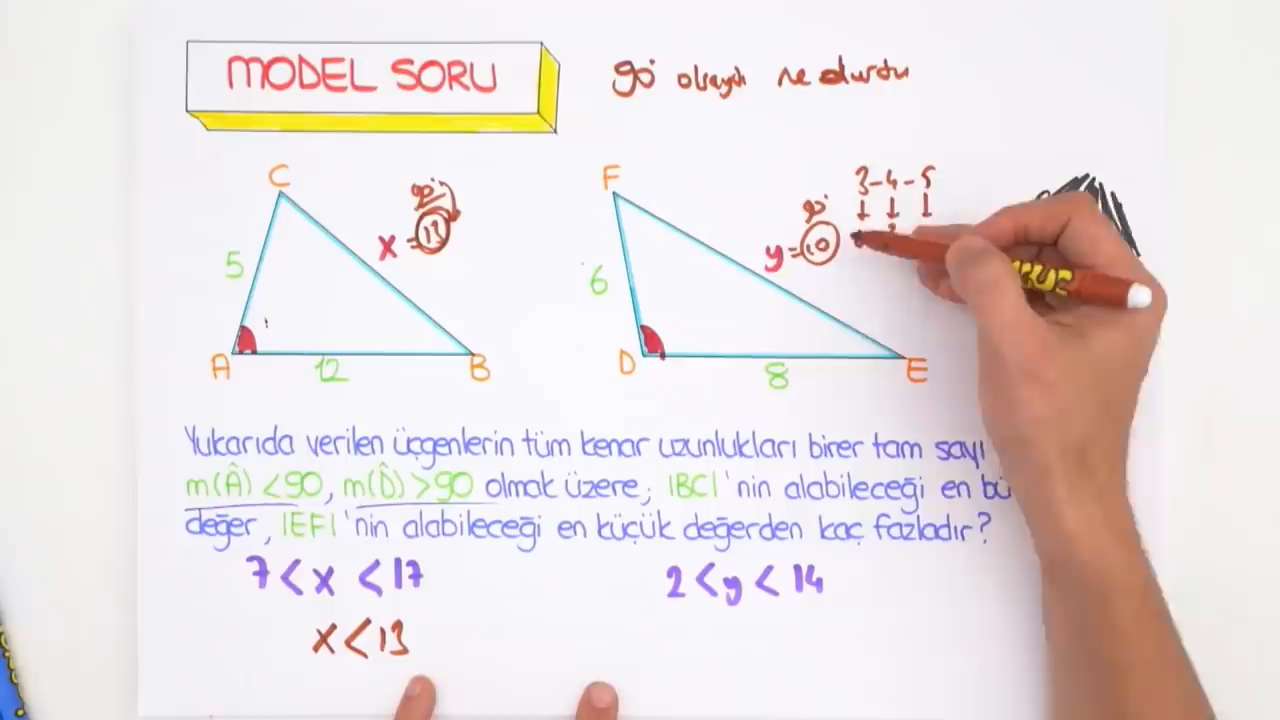 MODEL SORU
90° olsaydı ne olurdu
C
5
A
12
B
x = 13
90°
F
6
D
8
E
y = 10
90°
3-4-5
Yukarıda verilen üçgenlerin tüm kenar uzunlukları birer tam sayı
m(Â) < 90, m(D̂) > 90 olmak üzere, |BC|'nin alabileceği en bü
değer, |EF|'nin alabileceği en küçük değerden kaç fazladır?
7 < x < 17
2 < y < 14
x < 13